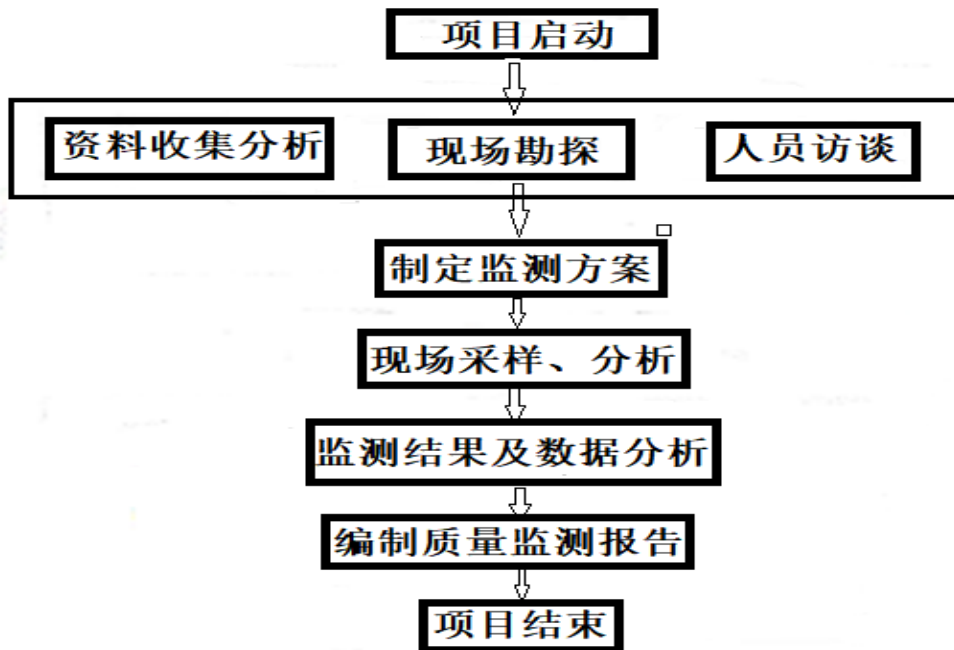 项目启动
资料收集分析 现场勘探 人员访谈
制定监测方案
现场采样、分析
监测结果及数据分析
编制质量监测报告
项目结束